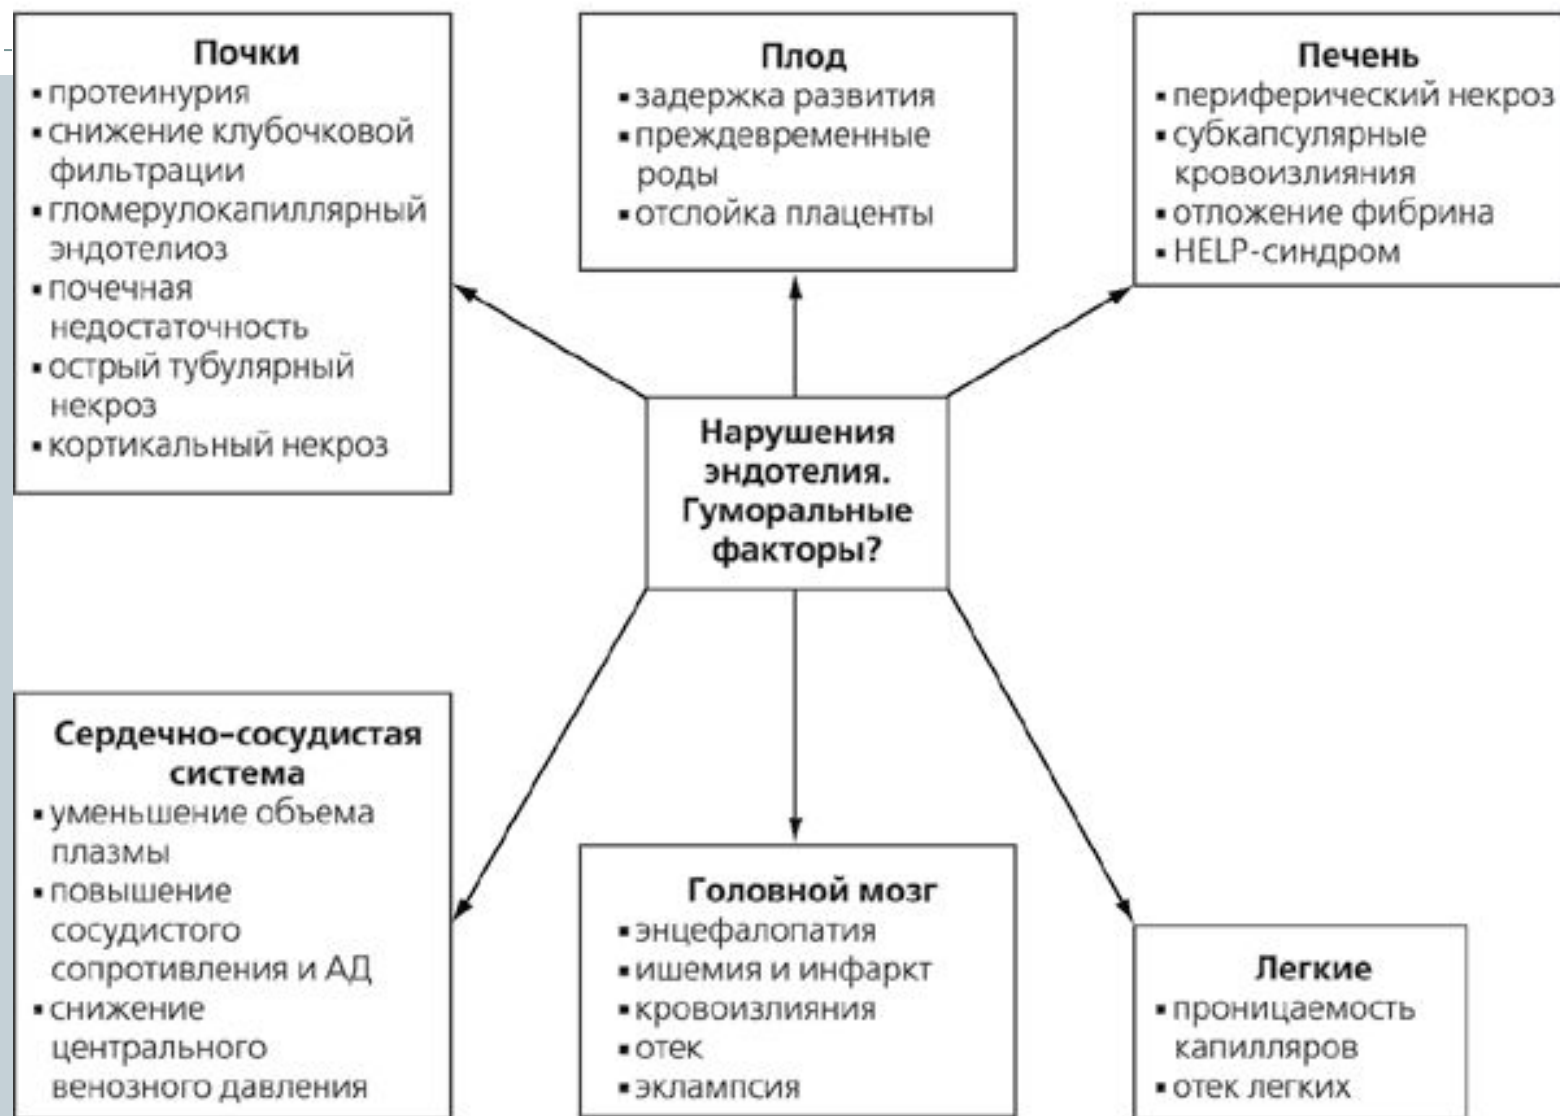 Почки
▪ протеинурия
▪ снижение клубочковой
фильтрации
▪ гломерулокапиллярный
эндотелиоз
▪ почечная
недостаточность
▪ острый тубулярный
некроз
▪ кортикальный некроз
Плод
▪ задержка развития
▪ преждевременные
роды
▪ отслойка плаценты
Печень
▪ периферический некроз
▪ субкапсулярные
кровоизлияния
▪ отложение фибрина
▪ HELP-синдром
Нарушения
эндотелия.
Гуморальные
факторы?
Сердечно-сосудистая
система
▪ уменьшение объема
плазмы
▪ повышение
сосудистого
сопротивления и АД
▪ снижение
центрального
венозного давления
Головной мозг
▪ энцефалопатия
▪ ишемия и инфаркт
▪ кровоизлияния
▪ отек
▪ эклампсия
Легкие
▪ проницаемость
капилляров
▪ отек легких